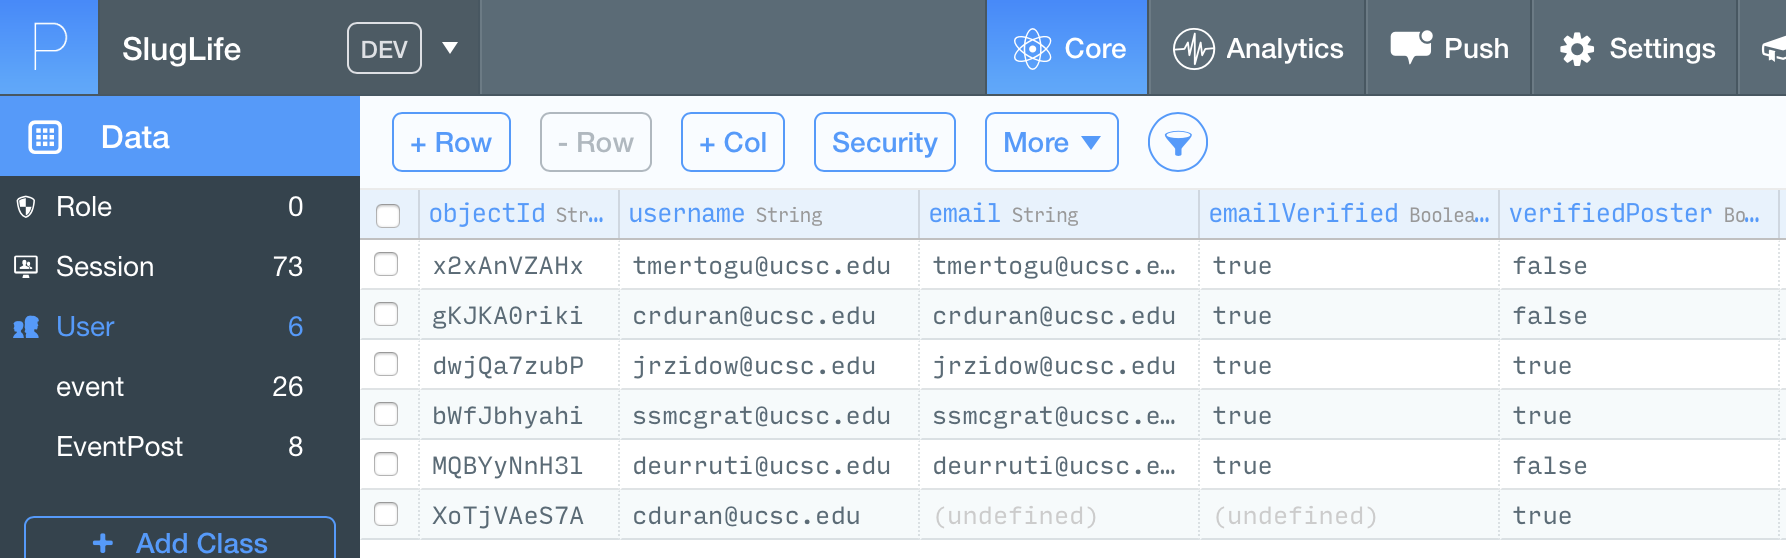 P SlugLife DEV Core Analytics Push Settings
Data + Row - Row + Col Security More
objectId Str… username String email String emailVerified Boolea… verifiedPoster Bo…
Role 0
Session 73
User 6
event 26
EventPost 8
+ Add Class
x2xAnVZAHx tmertogu@ucsc.edu tmertogu@ucsc.e… true false
gKJKA0riki crduran@ucsc.edu crduran@ucsc.edu true false
dwjQa7zubP jrzidow@ucsc.edu jrzidow@ucsc.edu true true
bWfJbhyahi ssmcgrat@ucsc.edu ssmcgrat@ucsc.e… true true
MQBYyNnH3l deurruti@ucsc.edu deurruti@ucsc.e… true false
XoTjVAeS7A cduran@ucsc.edu (undefined) (undefined) true